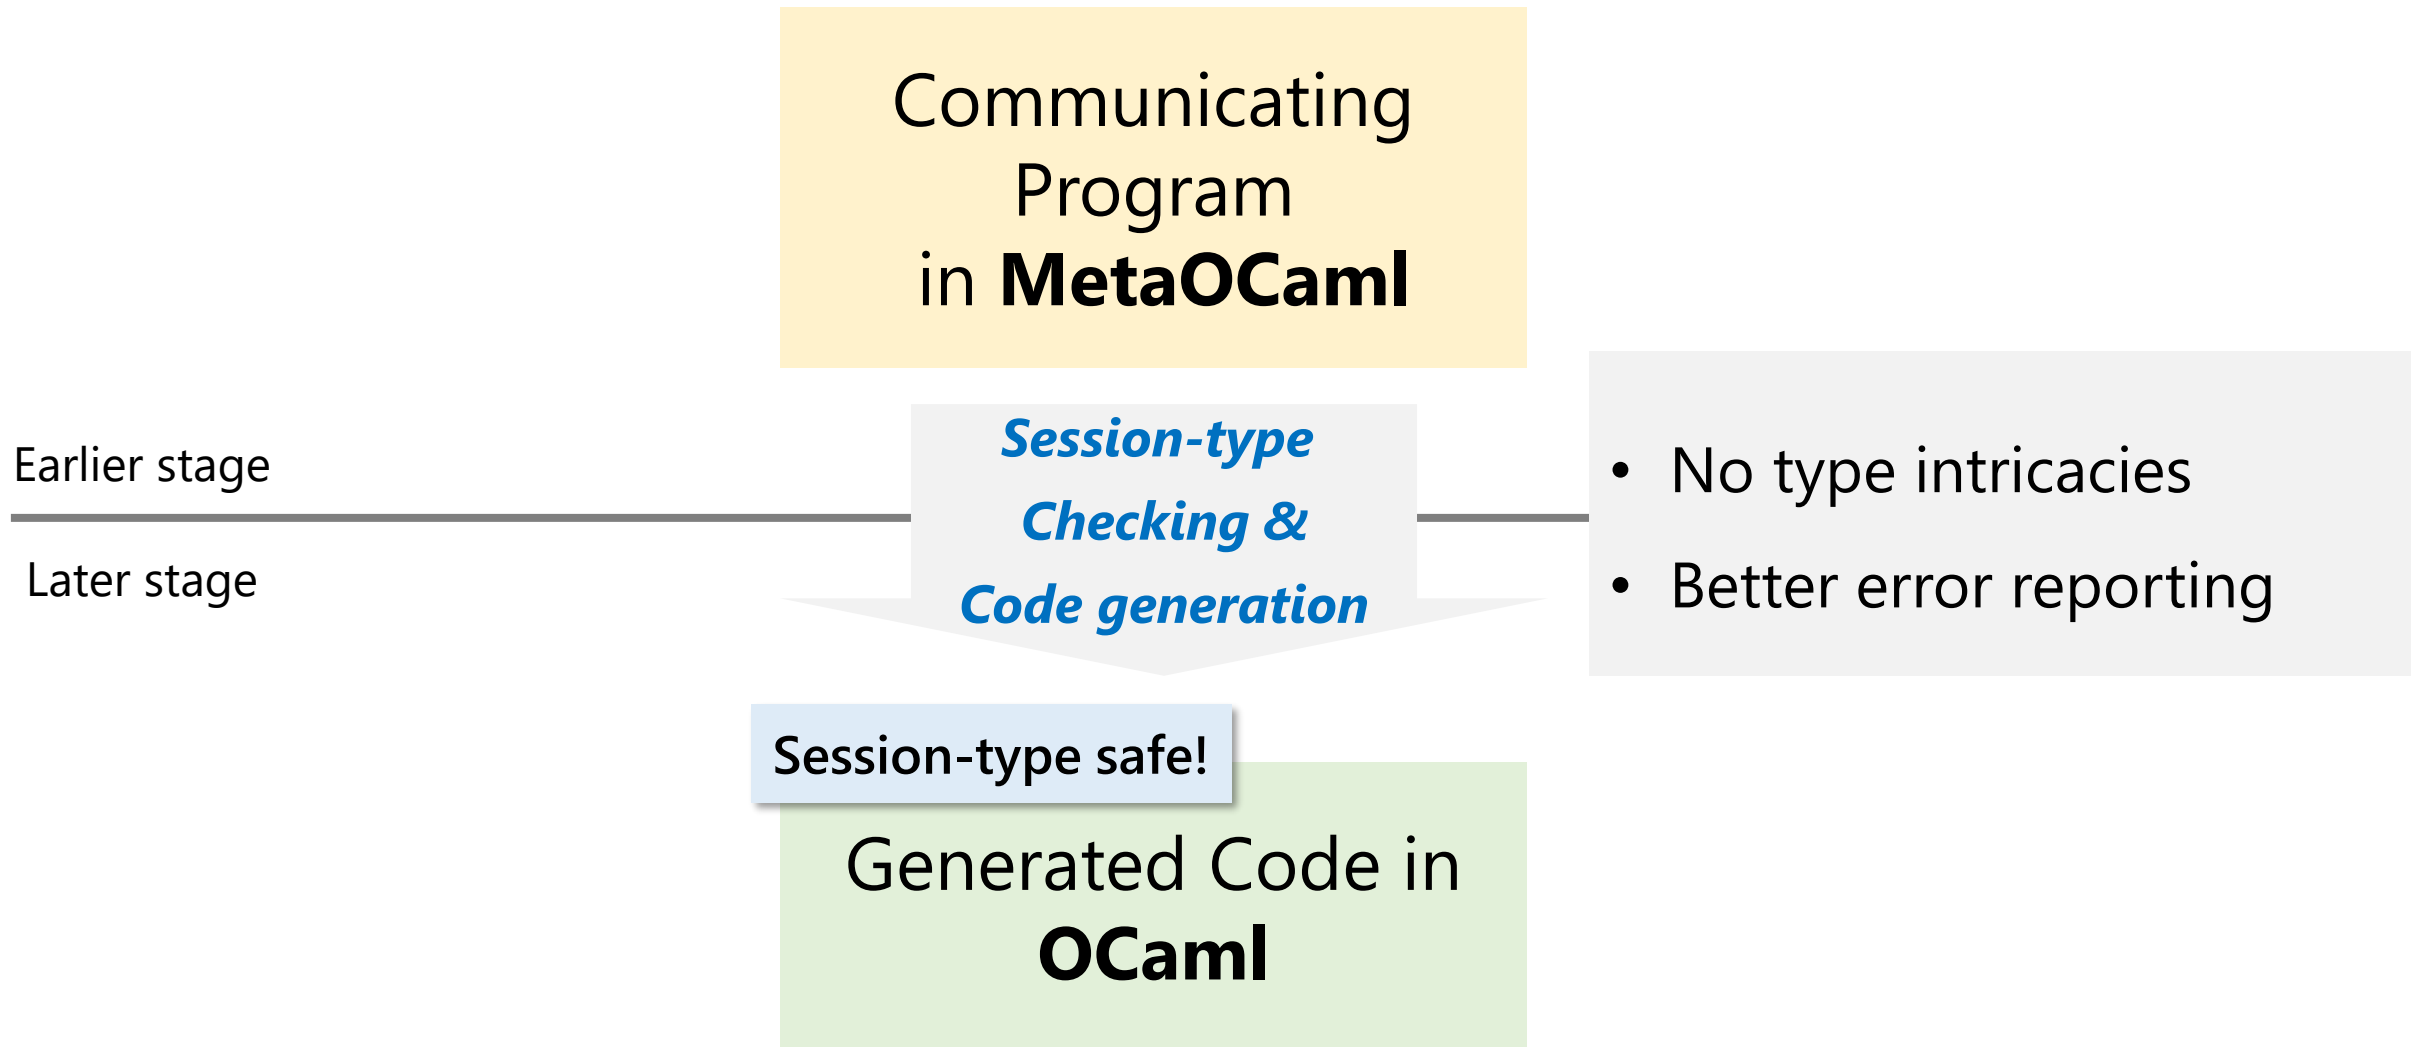 Communicating
Program
in MetaOCaml
Session-type
Checking &
Code generation
Earlier stage
Later stage
• No type intricacies
• Better error reporting
Session-type safe!
Generated Code in
OCaml